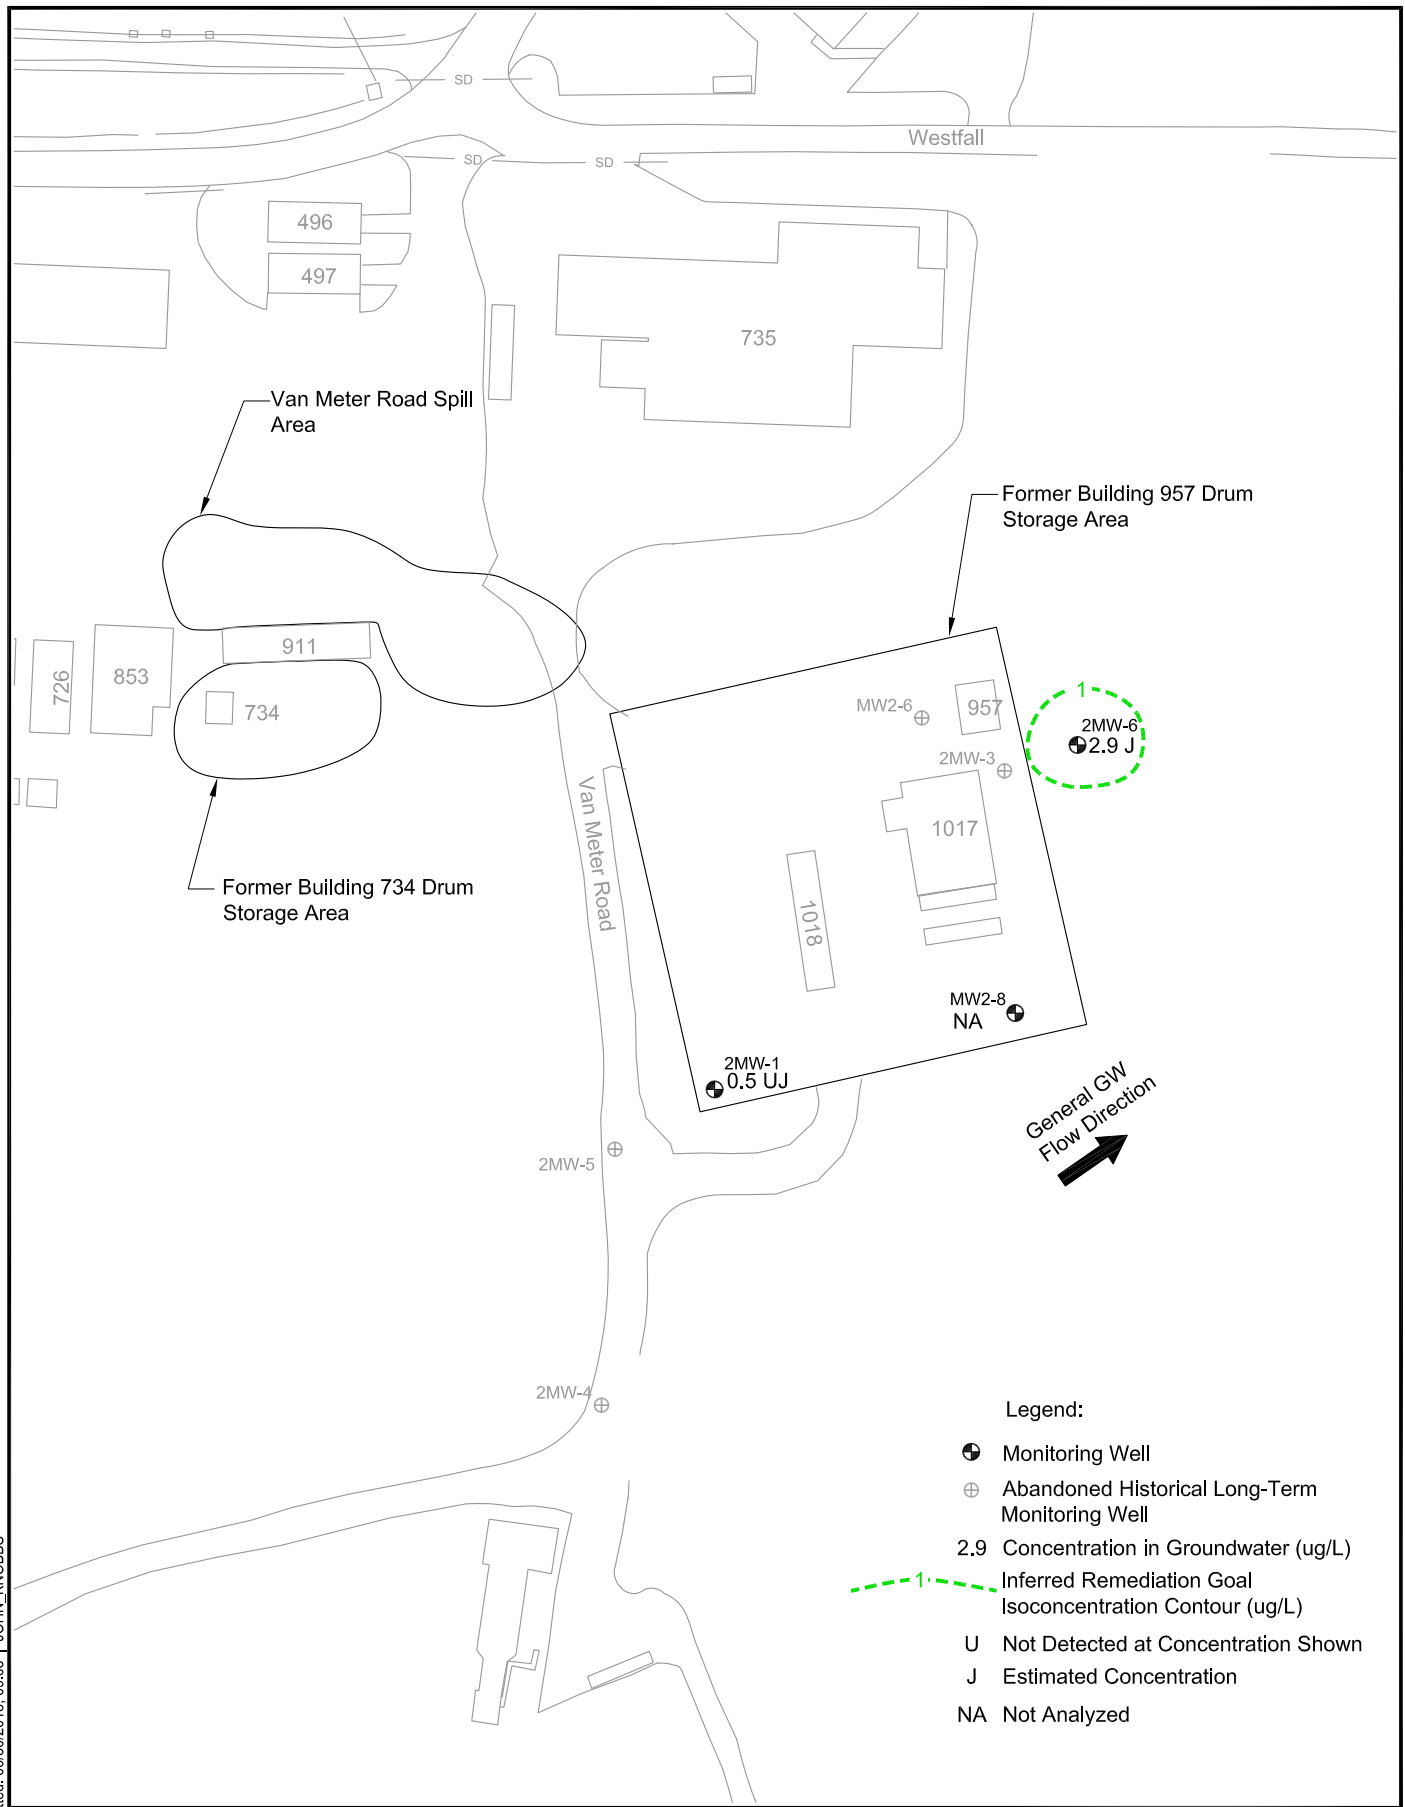 SD
Westfall
SD
SD
496
497
735
Van Meter Road Spill
Area
Former Building 957 Drum
Storage Area
911
853
726
734
MW2-6
957
1
2MW-6
2.9 J
2MW-3
Van Meter Road
1017
Former Building 734 Drum
Storage Area
1018
MW2-8
NA
2MW-1
0.5 UJ
General GW
Flow Direction
2MW-5
2MW-4
Legend:
Monitoring Well
Abandoned Historical Long-Term
Monitoring Well
2.9 Concentration in Groundwater (ug/L)
1 Inferred Remediation Goal
Isoconcentration Contour (ug/L)
U Not Detected at Concentration Shown
J Estimated Concentration
NA Not Analyzed